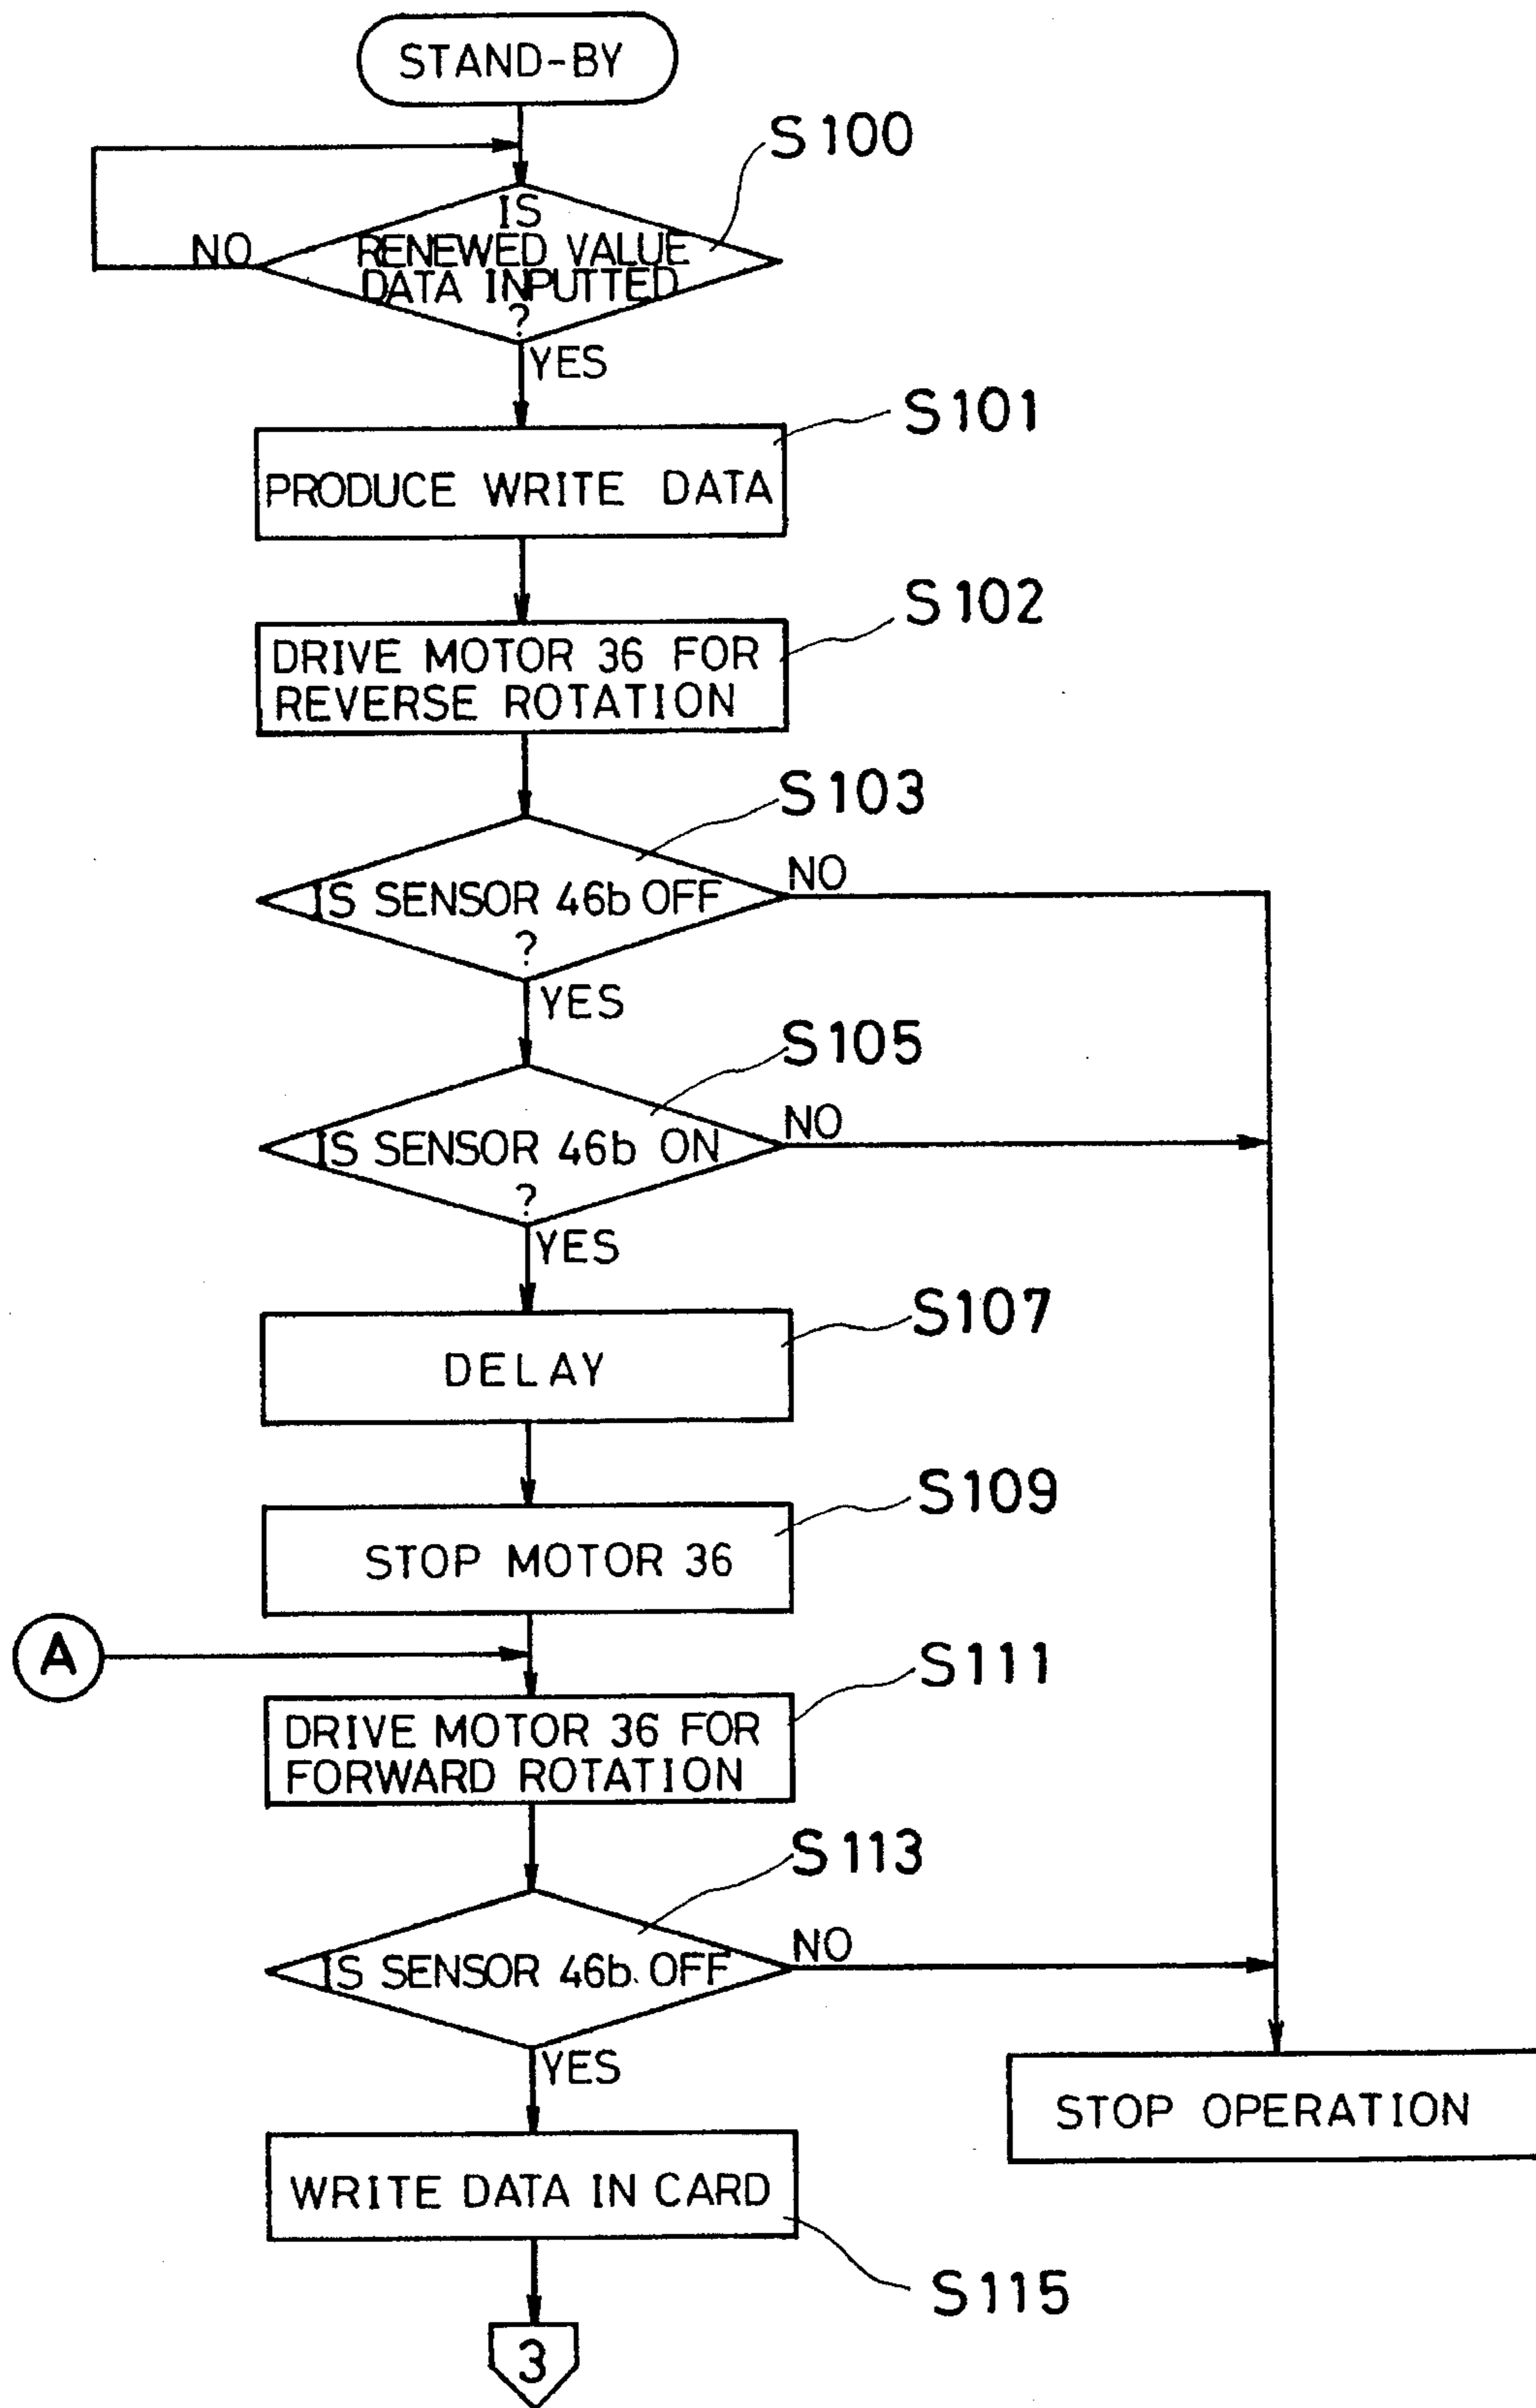 STAND-BY
S100
IS
RENEWED VALUE
DATA INPUTTED
?
NO
YES
S101
PRODUCE WRITE DATA
S102
DRIVE MOTOR 36 FOR
REVERSE ROTATION
S103
IS SENSOR 46b OFF
?
NO
YES
S105
IS SENSOR 46b ON
?
NO
YES
S107
DELAY
S109
STOP MOTOR 36
A
S111
DRIVE MOTOR 36 FOR
FORWARD ROTATION
S113
IS SENSOR 46b OFF
NO
YES
STOP OPERATION
WRITE DATA IN CARD
S115
3